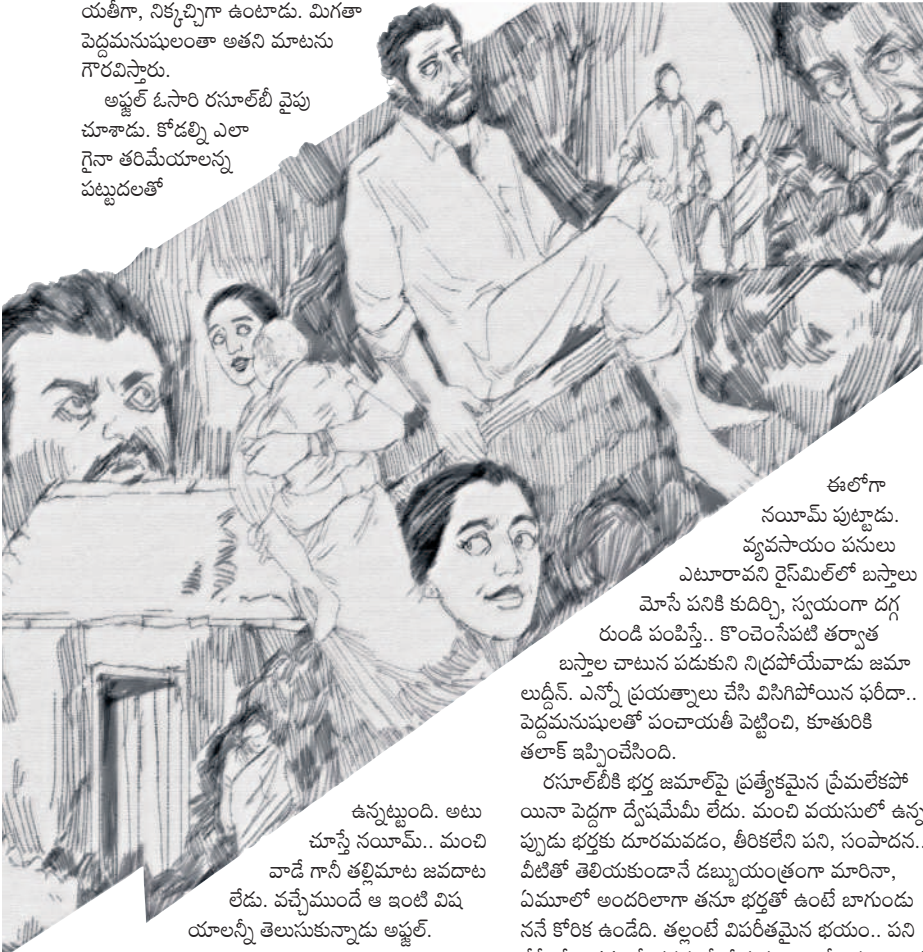 యతీగా, నిక్కచ్చిగా ఉంటాడు. మిగతా
పెద్దమనుషులంతా అతని మాటను
గౌరవిస్తారు.
అఫ్జల్ ఓసారి రసూల్‌బీ వైపు
చూశాడు. కోడల్ని ఎలా
గైనా తరిమేయాలన్న
పట్టుదలతో
ఉన్నట్టుంది. అటు
చూస్తే నయీమ్.. మంచి
వాడే గానీ తల్లిమాట జవదాట
లేడు. వచ్చేముందే ఆ ఇంటి విష
యాలన్నీ తెలుసుకున్నాడు అఫ్జల్.
ఈలోగా
నయీమ్ పుట్టాడు.
వ్యవసాయం పనులు
ఎటూరావని రైస్‌మిల్‌లో బస్తాలు
మోసే పనికి కుదిర్చి, స్వయంగా దగ్గ
రుండి పంపిస్తే.. కొంచెంసేపటి తర్వాత
బస్తాల చాటున పడుకుని నిద్రపోయేవాడు జమా
లుద్దీన్. ఎన్నో ప్రయత్నాలు చేసి విసిగిపోయిన ఫరీదా..
పెద్దమనుషులతో పంచాయతీ పెట్టించి, కూతురికి
తలాక్ ఇప్పించేసింది.
రసూల్‌బీకి భర్త జమాల్‌పై ప్రత్యేకమైన ప్రేమలేకపో
యినా పెద్దగా ద్వేషమేమీ లేదు. మంచి వయసులో ఉన్న
ప్పుడు భర్తకు దూరమవడం, తీరికలేని పని, సంపాదన..
వీటితో తెలియకుండానే డబ్బుయంత్రంగా మారినా,
ఏమూలో అందరిలాగా తనూ భర్తతో ఉంటే బాగుండు
ననే కోరిక ఉండేది. తల్లంటే విపరీతమైన భయం.. పని